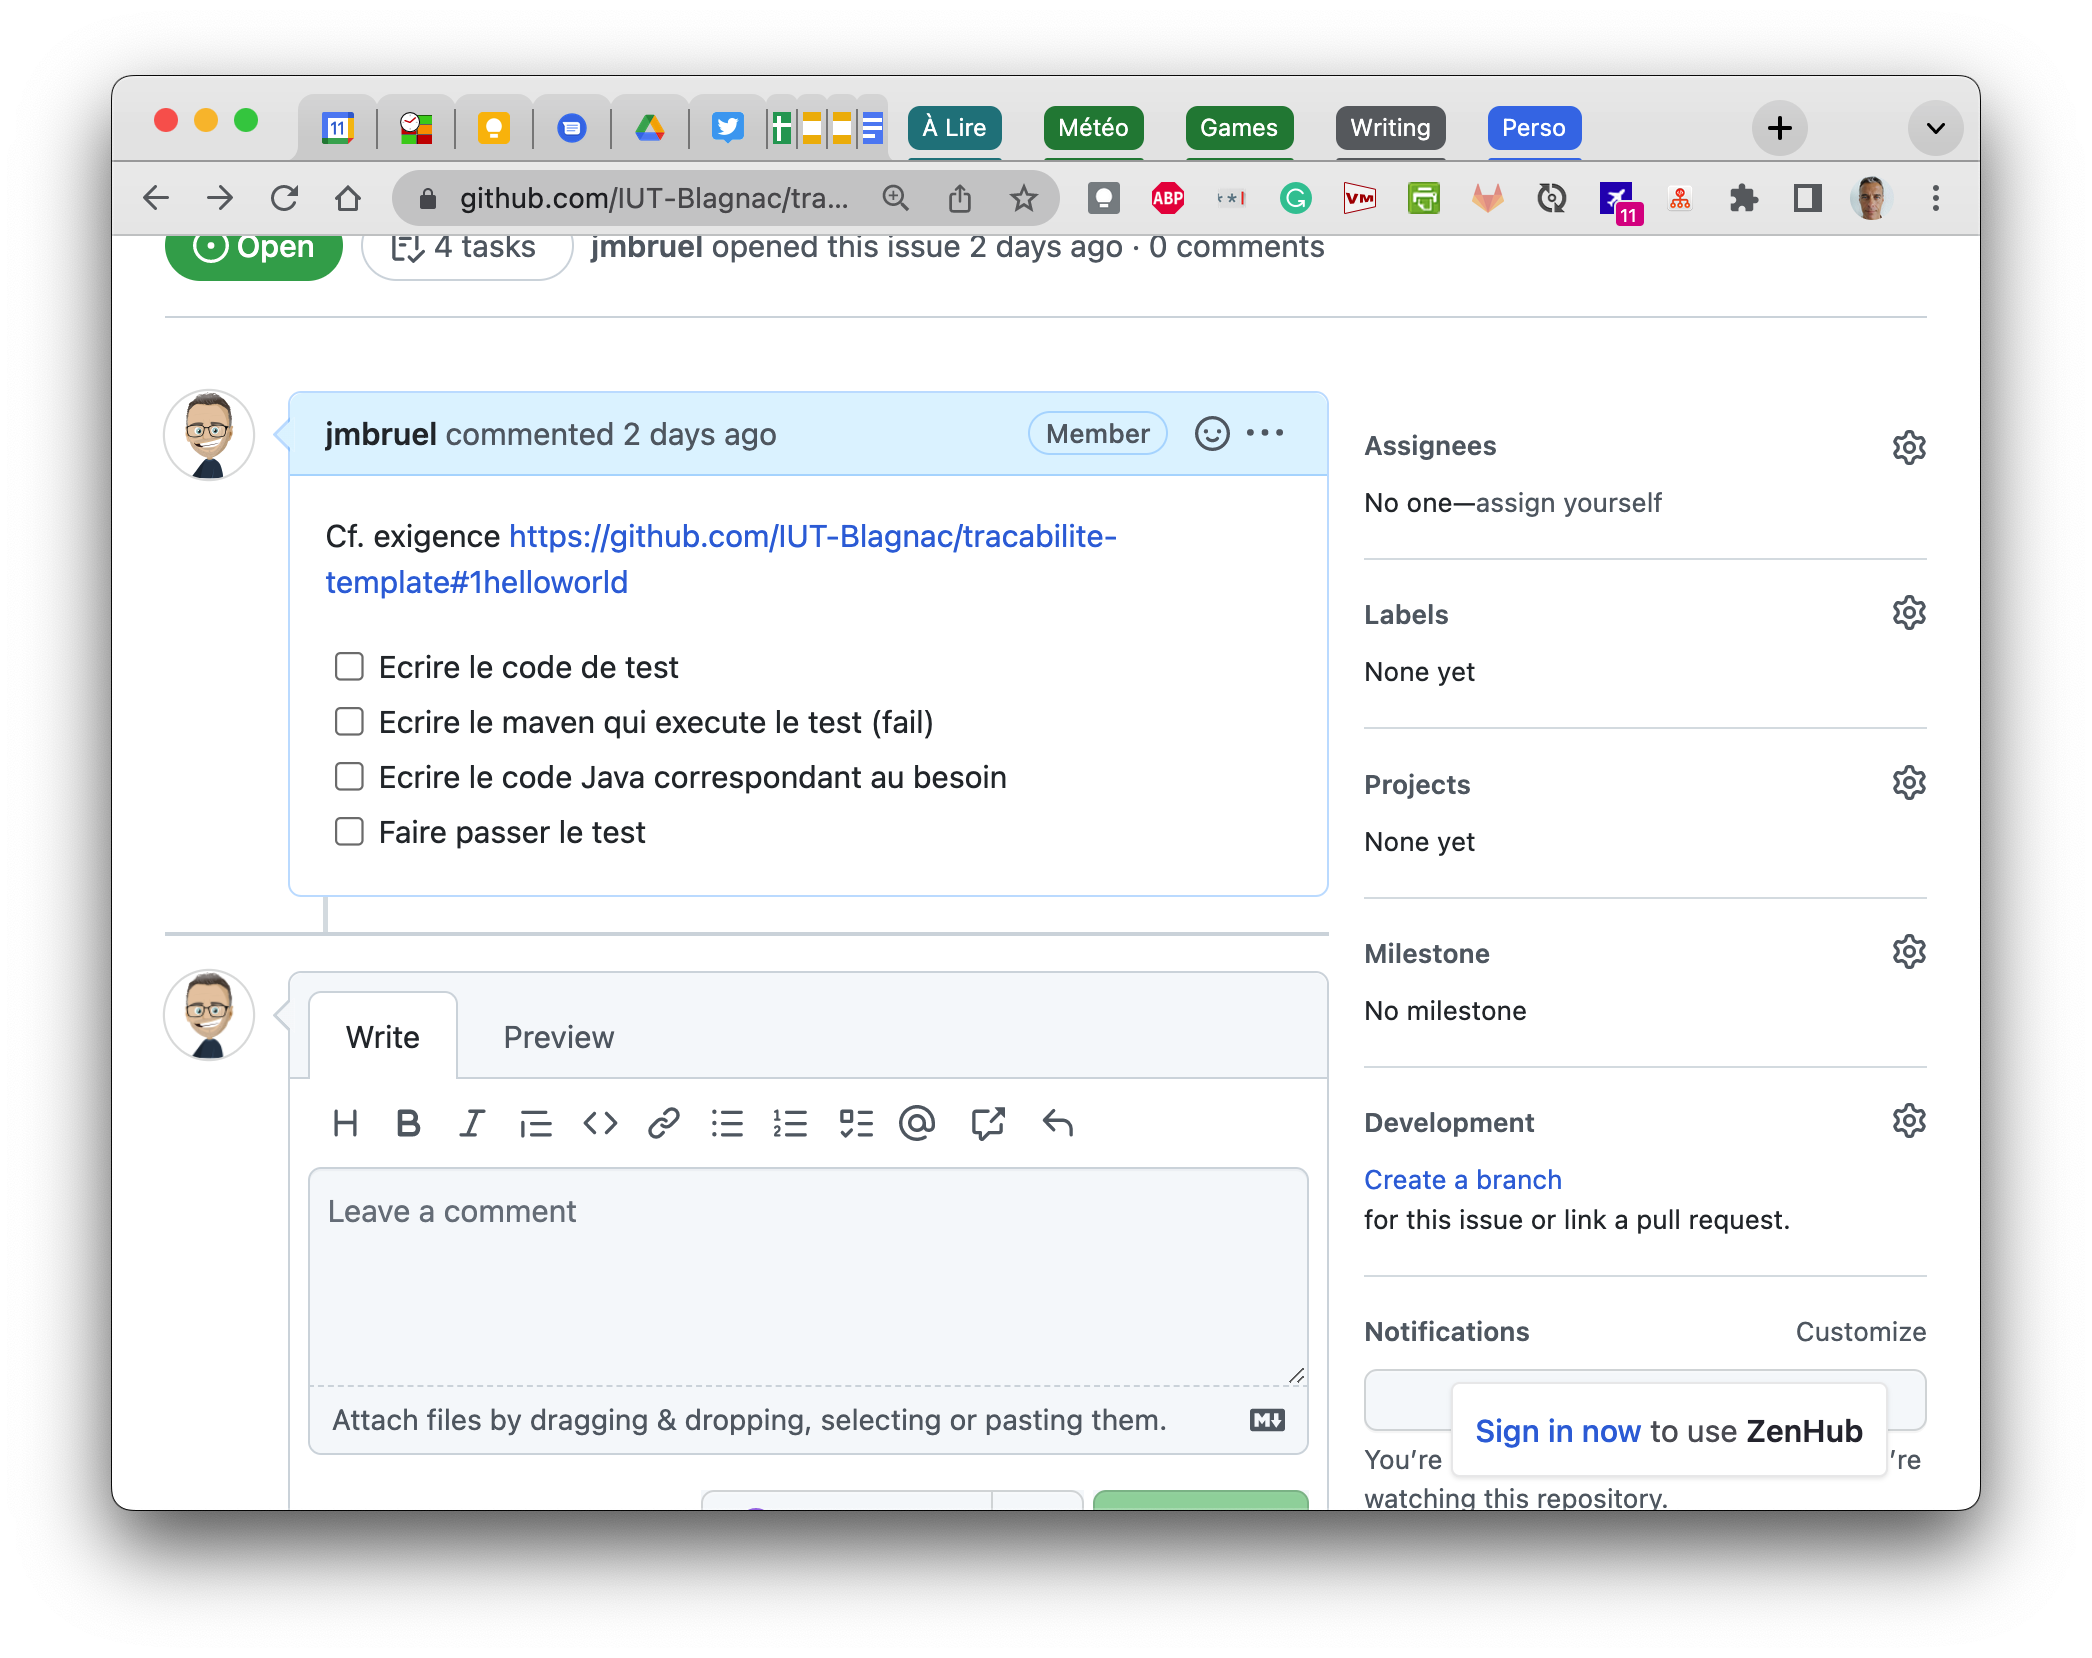 11
À Lire
Météo
Games
Writing
Perso
github.com/IUT-Blagnac/tra...
ABP
*
G
VM
11
Open
4 tasks
jmbruel opened this issue 2 days ago · 0 comments
jmbruel commented 2 days ago
Member
Cf. exigence https://github.com/IUT-Blagnac/tracabilite-
template#1helloworld
Ecrire le code de test
Ecrire le maven qui execute le test (fail)
Ecrire le code Java correspondant au besoin
Faire passer le test
Write
Preview
H B I
Leave a comment
Attach files by dragging & dropping, selecting or pasting them.
M
Assignees
No one—assign yourself
Labels
None yet
Projects
None yet
Milestone
No milestone
Development
Create a branch
for this issue or link a pull request.
Notifications
Customize
Sign in now to use ZenHub
You're
're
watching this repository.